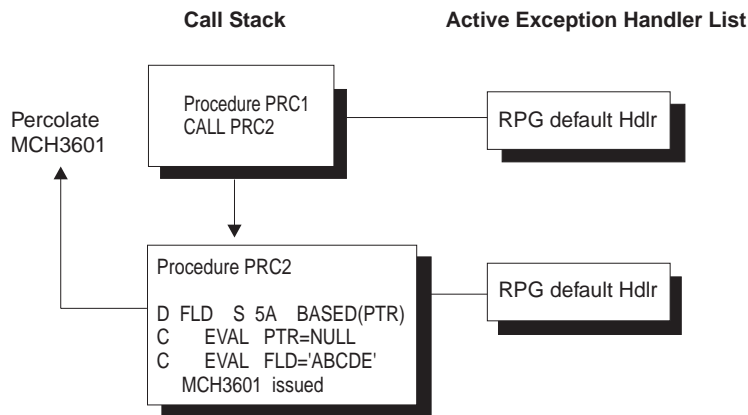 Call Stack
Active Exception Handler List
Procedure PRC1
CALL PRC2
RPG default Hdlr
Percolate
MCH3601
Procedure PRC2
D FLD S 5A BASED(PTR)
C EVAL PTR=NULL
C EVAL FLD='ABCDE'
MCH3601 issued
RPG default Hdlr